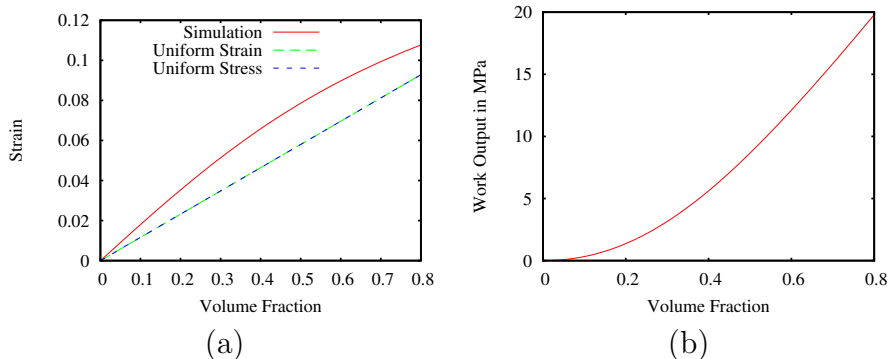 0.12
0.1
0.08
0.06
0.04
0.02
0
Strain
Simulation
Uniform Strain
Uniform Stress
0 0.1 0.2 0.3 0.4 0.5 0.6 0.7 0.8
Volume Fraction
(a)
20
15
10
5
0
Work Output in MPa
0 0.2 0.4 0.6 0.8
Volume Fraction
(b)